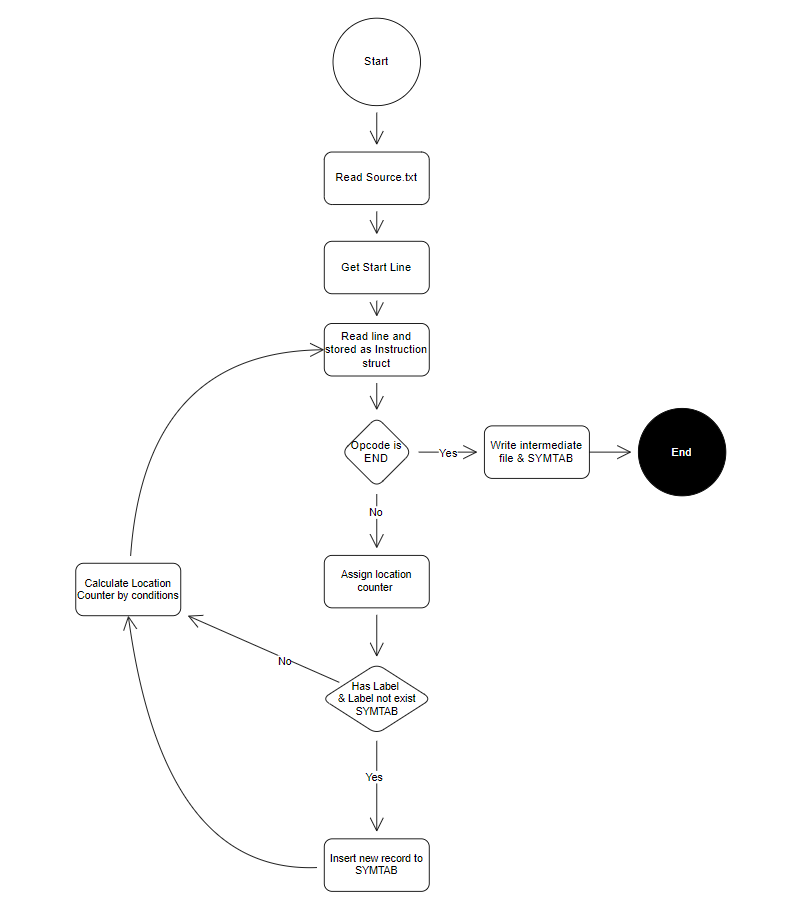 Start
Read Source.txt
Get Start Line
Read line and
stored as Instruction
struct
Opcode is
END
Yes
Write intermediate
file & SYMTAB
End
No
Assign location
counter
Calculate Location
Counter by conditions
No
Has Label
& Label not exist
SYMTAB
Yes
Insert new record to
SYMTAB